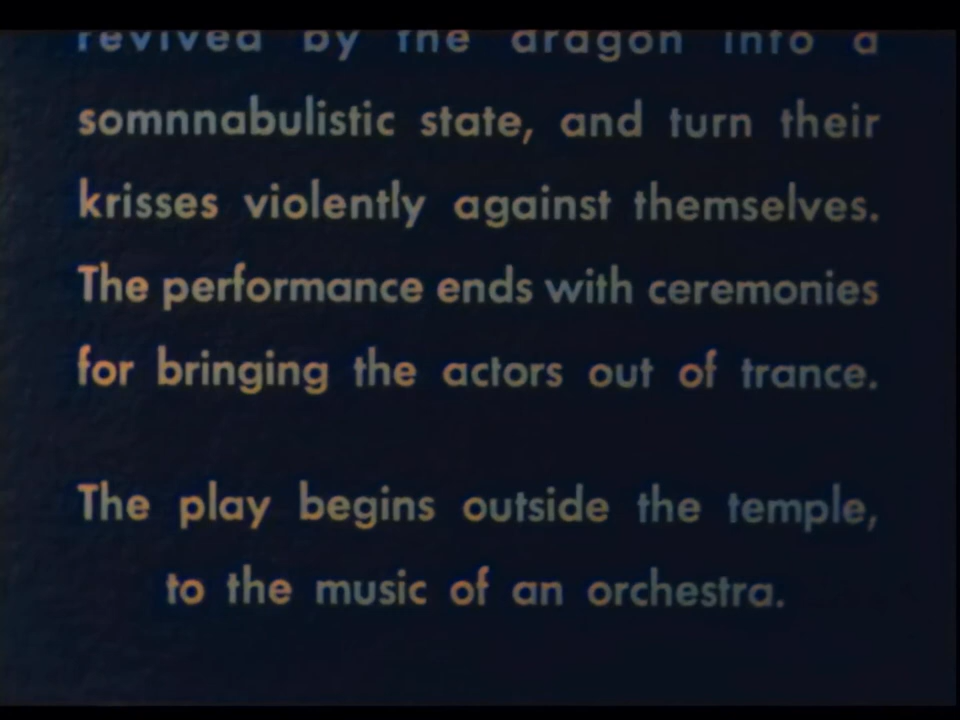 revived by the dragon into a
somnnabulistic state, and turn their
krisses violently against themselves.
The performance ends with ceremonies
for bringing the actors out of trance.
The play begins outside the temple,
to the music of an orchestra.